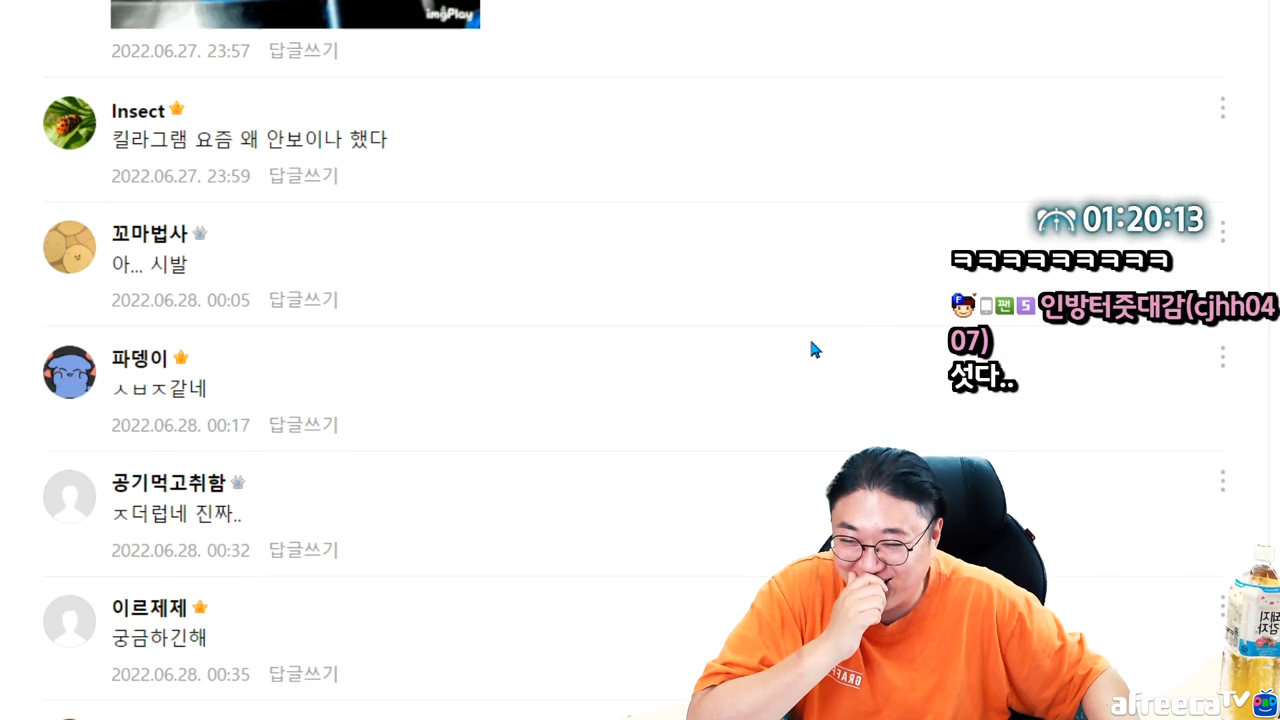 imgPlay
2022.06.27. 23:57 답글쓰기
Insect
킬라그램 요즘 왜 안보이나 했다
2022.06.27. 23:59 답글쓰기
꼬마법사
아... 시발
2022.06.28. 00:05 답글쓰기
파뎅이
ㅅㅂㅈ같네
2022.06.28. 00:17 답글쓰기
공기먹고취함
ㅈ더럽네 진짜..
2022.06.28. 00:32 답글쓰기
이르제제
궁금하긴해
2022.06.28. 00:35 답글쓰기
01:20:13
ㅋㅋㅋㅋㅋㅋㅋㅋㅋ
F 팬 S 인방터줏대감(cjhh04
07)
섯다..
GRAFF
afreecaTV